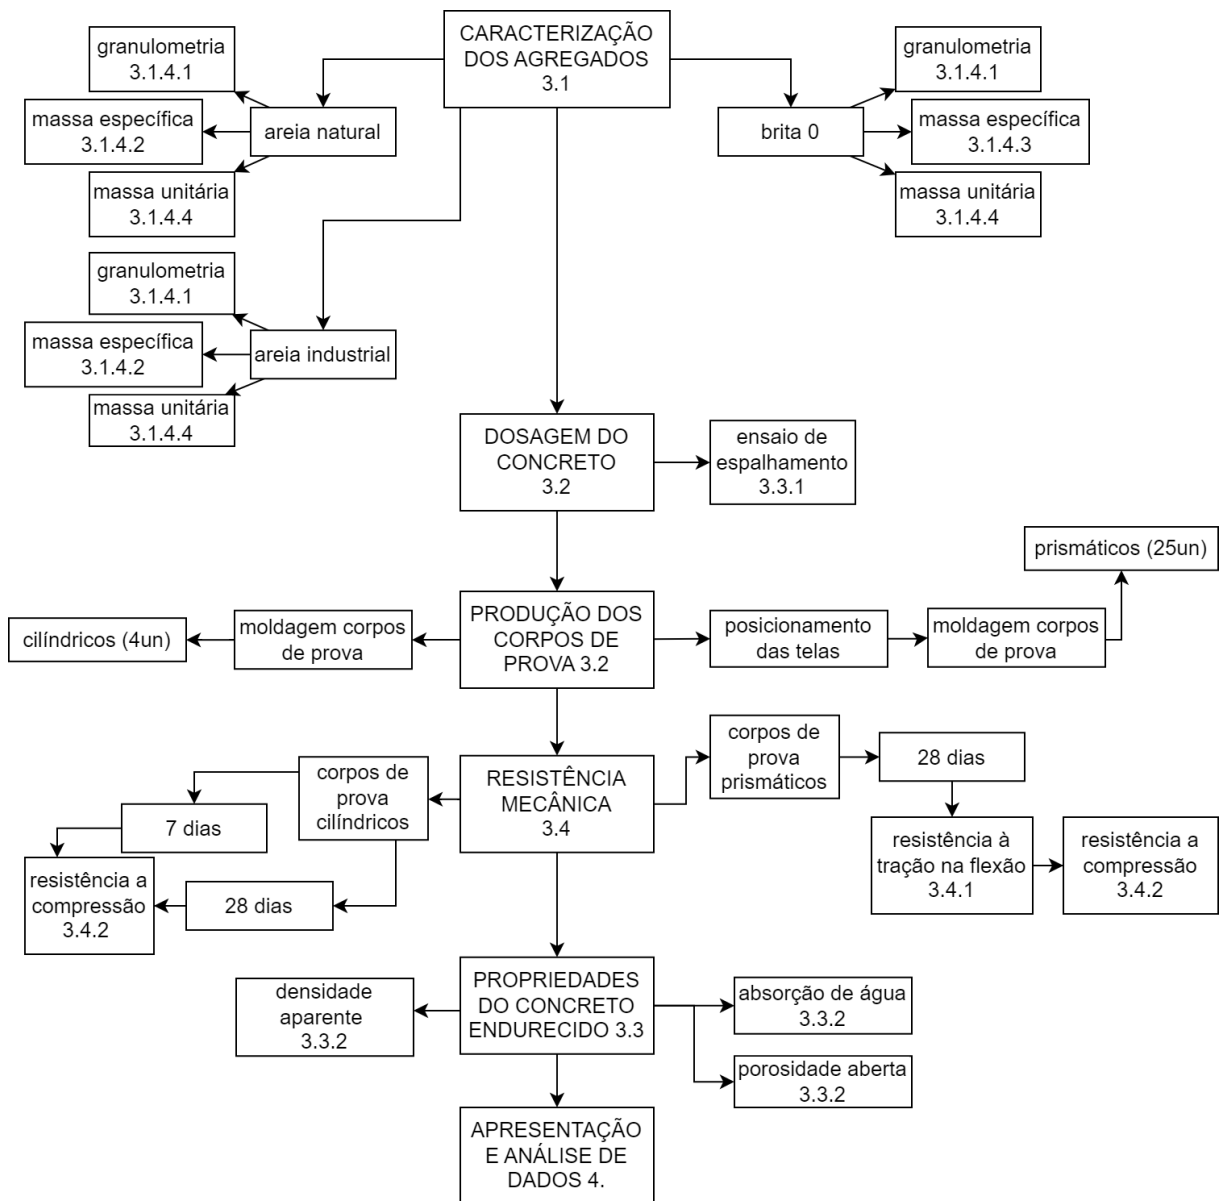 CARACTERIZAÇÃO
DOS AGREGADOS
3.1
granulometria
3.1.4.1
massa específica
3.1.4.2
massa unitária
3.1.4.4
areia natural
brita 0
granulometria
3.1.4.1
massa específica
3.1.4.3
massa unitária
3.1.4.4
granulometria
3.1.4.1
massa específica
3.1.4.2
massa unitária
3.1.4.4
areia industrial
DOSAGEM DO
CONCRETO
3.2
ensaio de
espalhamento
3.3.1
prismáticos (25un)
cilíndricos (4un)
moldagem corpos
de prova
PRODUÇÃO DOS
CORPOS DE
PROVA 3.2
posicionamento
das telas
moldagem corpos
de prova
corpos de
prova
cilíndricos
7 dias
28 dias
resistência a
compressão
3.4.2
RESISTÊNCIA
MECÂNICA
3.4
corpos de
prova
prismáticos
28 dias
resistência à
tração na flexão
3.4.1
resistência a
compressão
3.4.2
densidade
aparente
3.3.2
PROPRIEDADES
DO CONCRETO
ENDURECIDO 3.3
absorção de água
3.3.2
porosidade aberta
3.3.2
APRESENTAÇÃO
E ANÁLISE DE
DADOS 4.